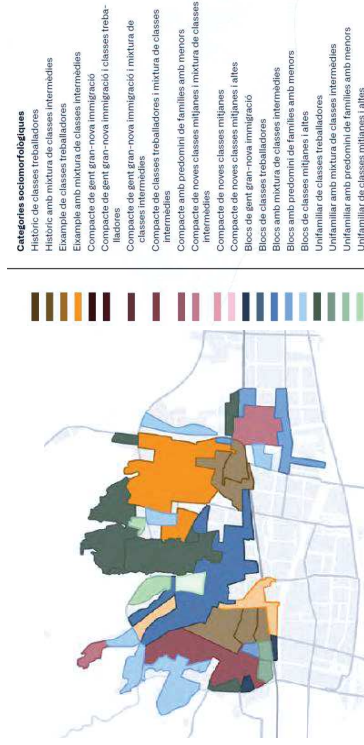 Categories sociomorfològiques
Històric de classes treballadores
Històric amb mixtura de classes intermèdies
Eixample de classes treballadores
Eixample amb mixtura de classes intermèdies
Compacte de gent gran-nova immigració
Compacte de gent gran-nova immigració i classes treba-
lladores
Compacte de gent gran-nova immigració i mixtura de
classes intermèdies
Compacte de classes treballadores i mixtura de classes
intermèdies
Compacte amb predomini de famílies amb menors
Compacte de noves classes mitjanes i mixtura de classes
intermèdies
Compacte de noves classes mitjanes
Compacte de noves classes mitjanes i altes
Blocs de gent gran-nova immigració
Blocs de classes treballadores
Blocs amb mixtura de classes intermèdies
Blocs amb predomini de famílies amb menors
Blocs de classes mitjanes i altes
Unifamiliar de classes treballadores
Unifamiliar amb mixtura de classes intermèdies
Unifamiliar amb predomini de famílies amb menors
Unifamiliar de classes mitjanes i altes